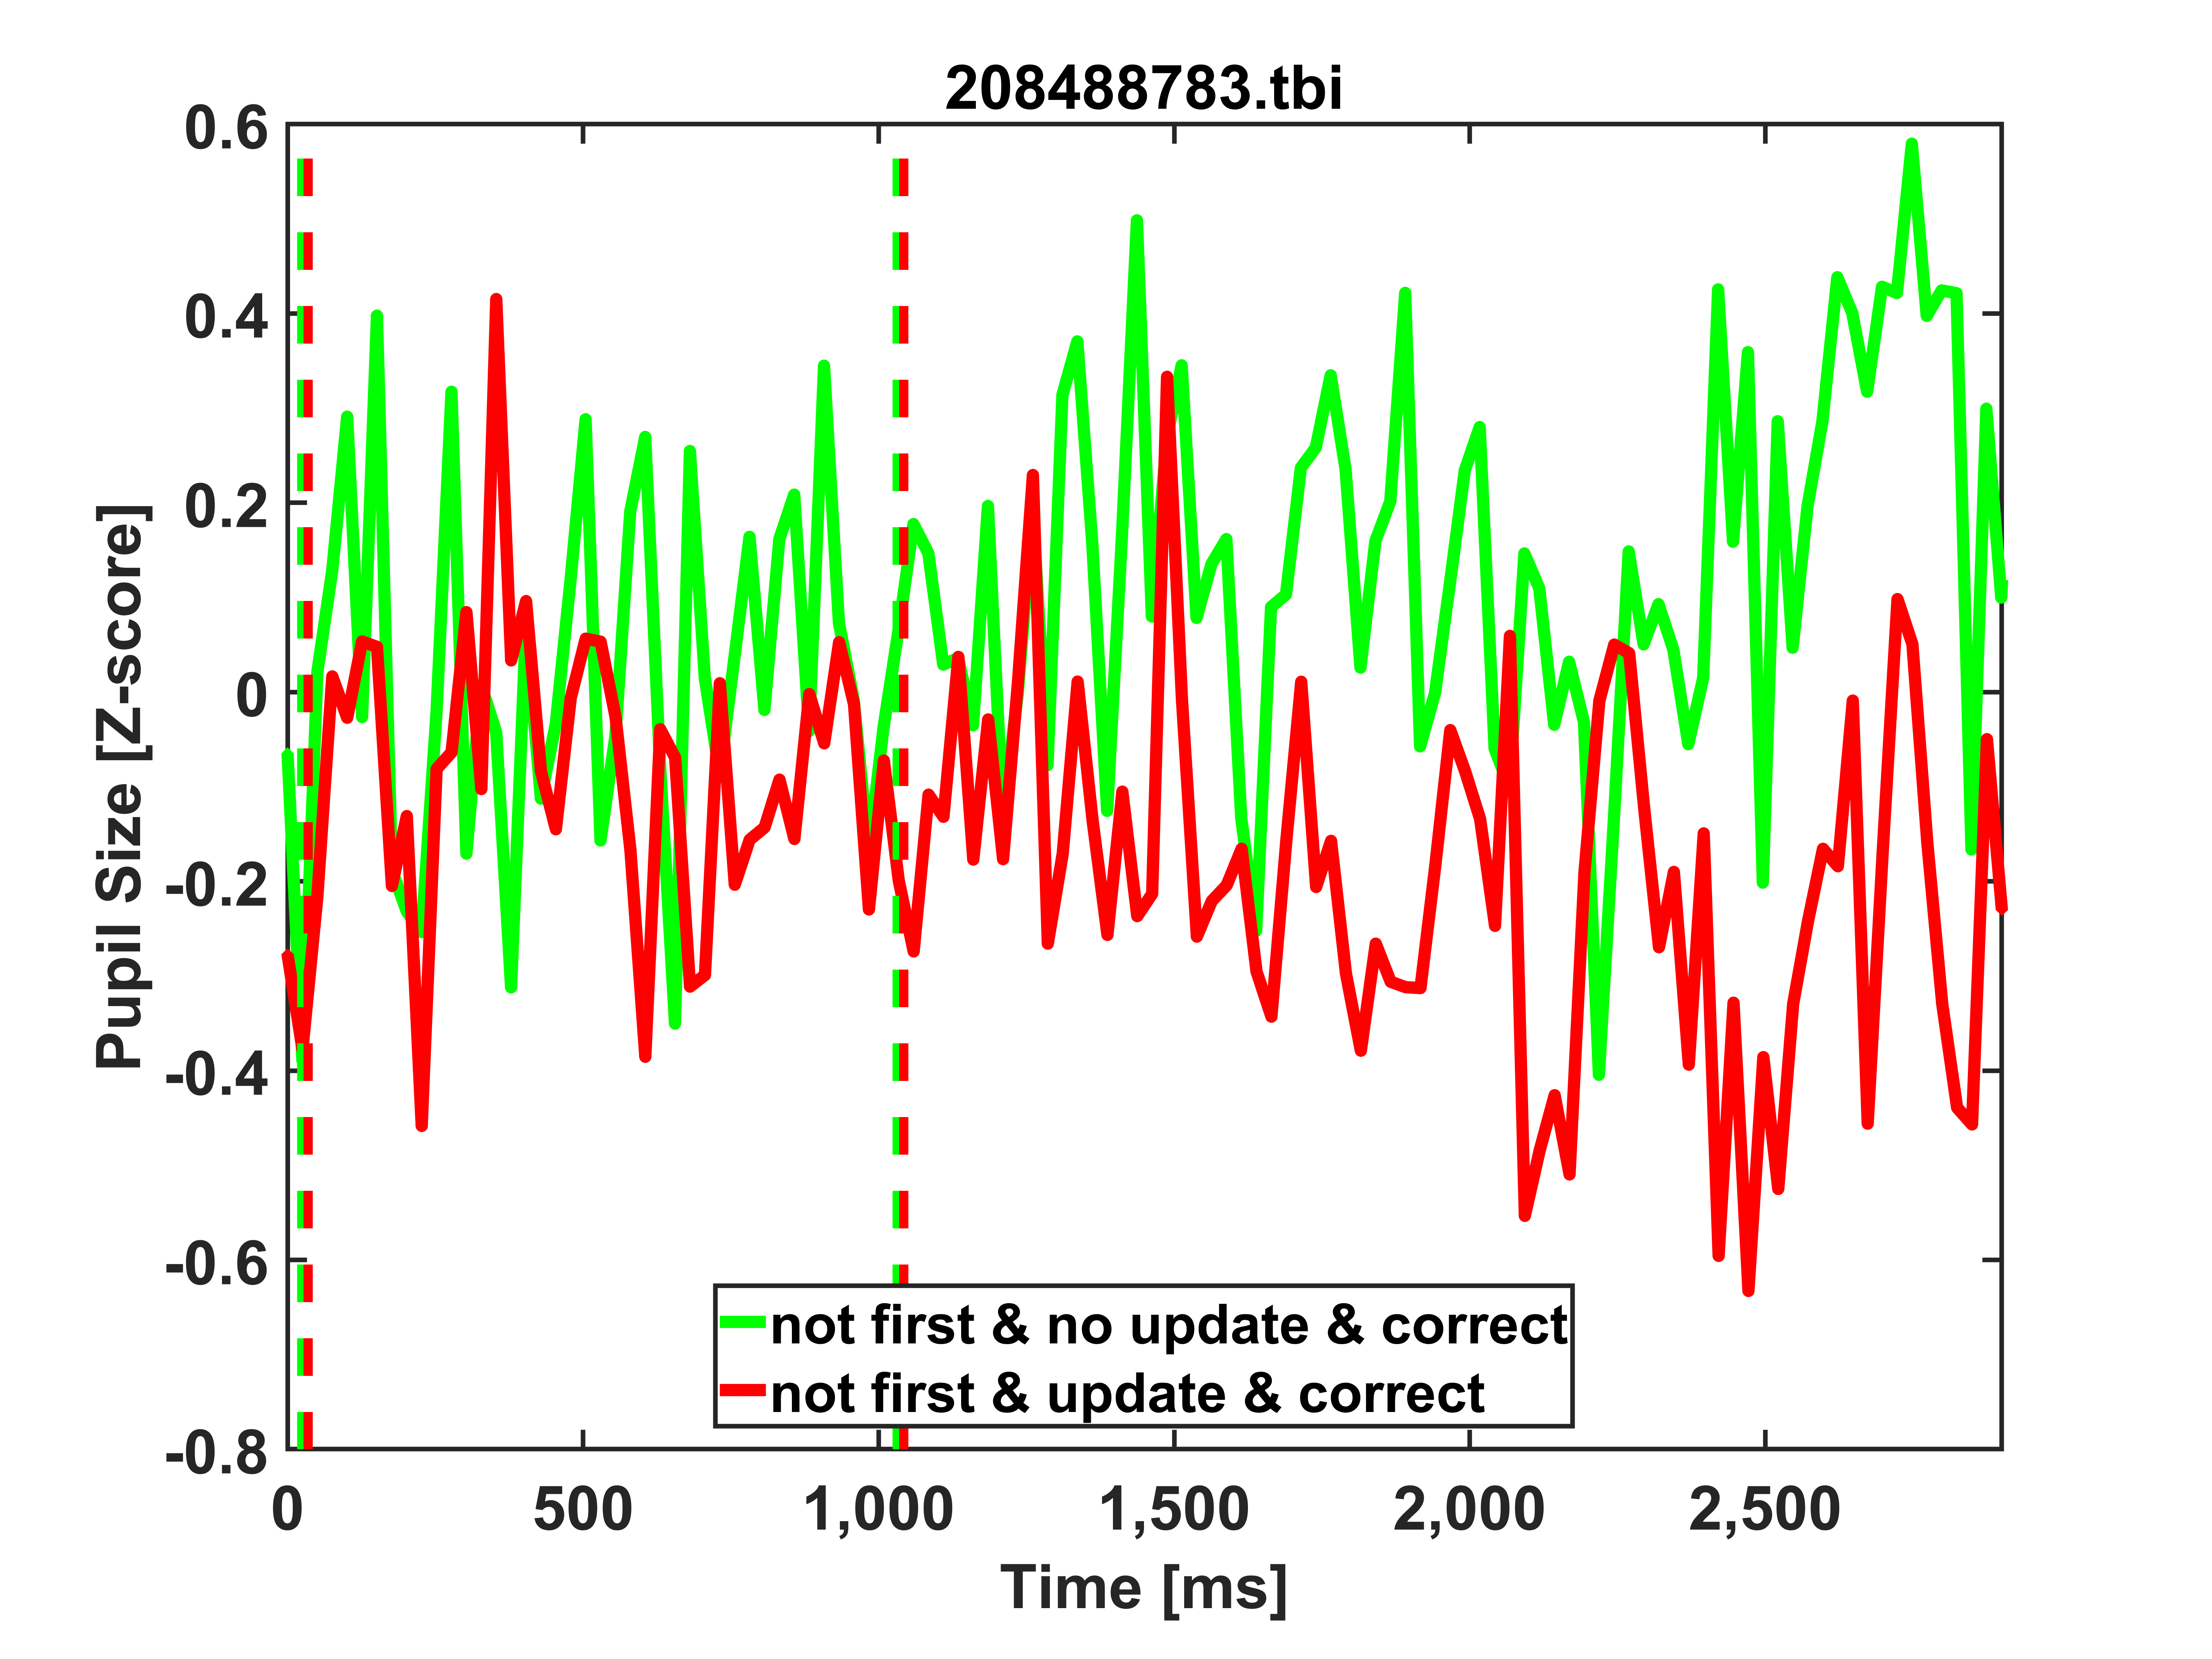 208488783.tbi
0.6
0.4
0.2
0
-0.2
-0.4
-0.6
-0.8
Pupil Size [Z-score]
not first & no update & correct
not first & update & correct
0 500 1,000 1,500 2,000 2,500
Time [ms]